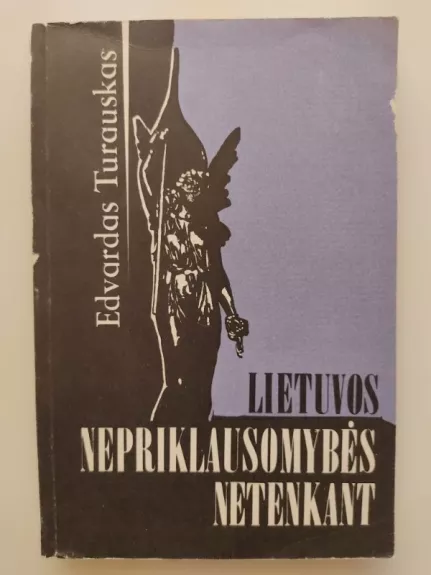 Edvardas Turauskas
LIETUVOS
NEPRIKLAUSOMYBĖS
NETENKANT